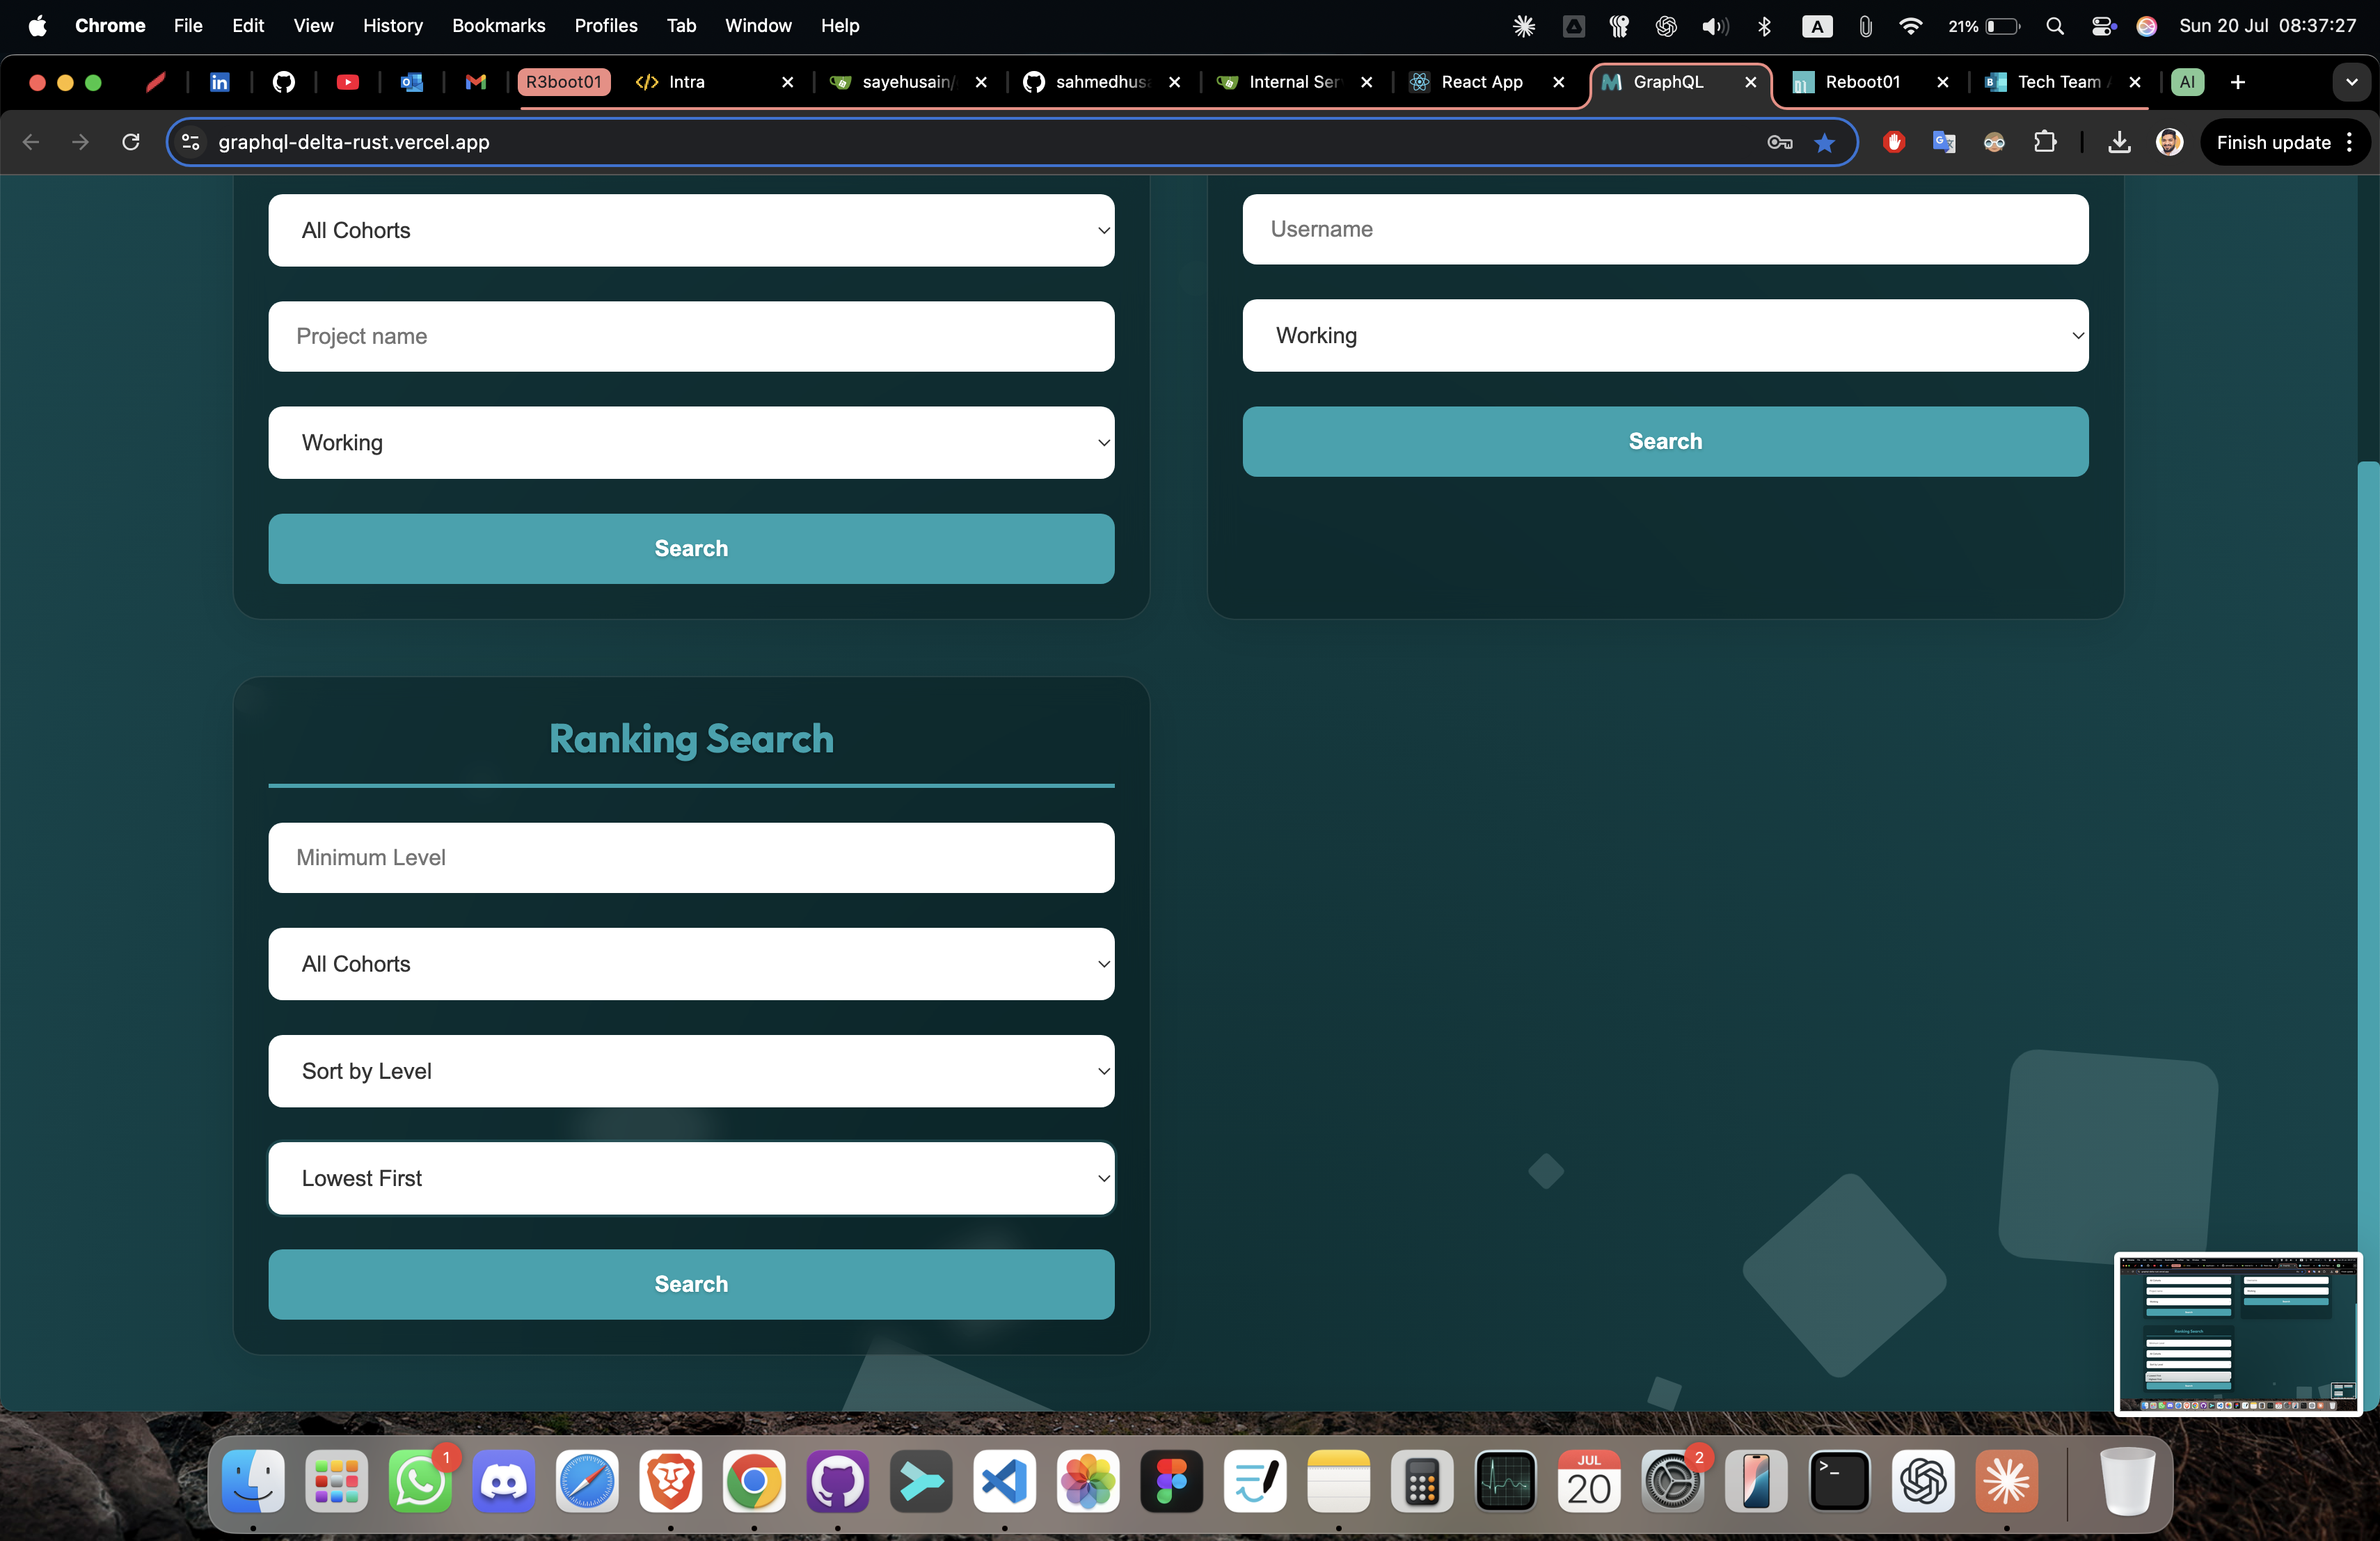 Chrome File Edit View History Bookmarks Profiles Tab Window Help A 21% Sun 20 Jul 08:37:27
R3boot01 Intra sayehusain/ sahmedhusa Internal Ser React App GraphQL Reboot01 Tech Team AI
graphql-delta-rust.vercel.app Finish update
All Cohorts
Project name
Working
Search
Username
Working
Search
Ranking Search
Minimum Level
All Cohorts
Sort by Level
Lowest First
Search
1
JUL
20
2